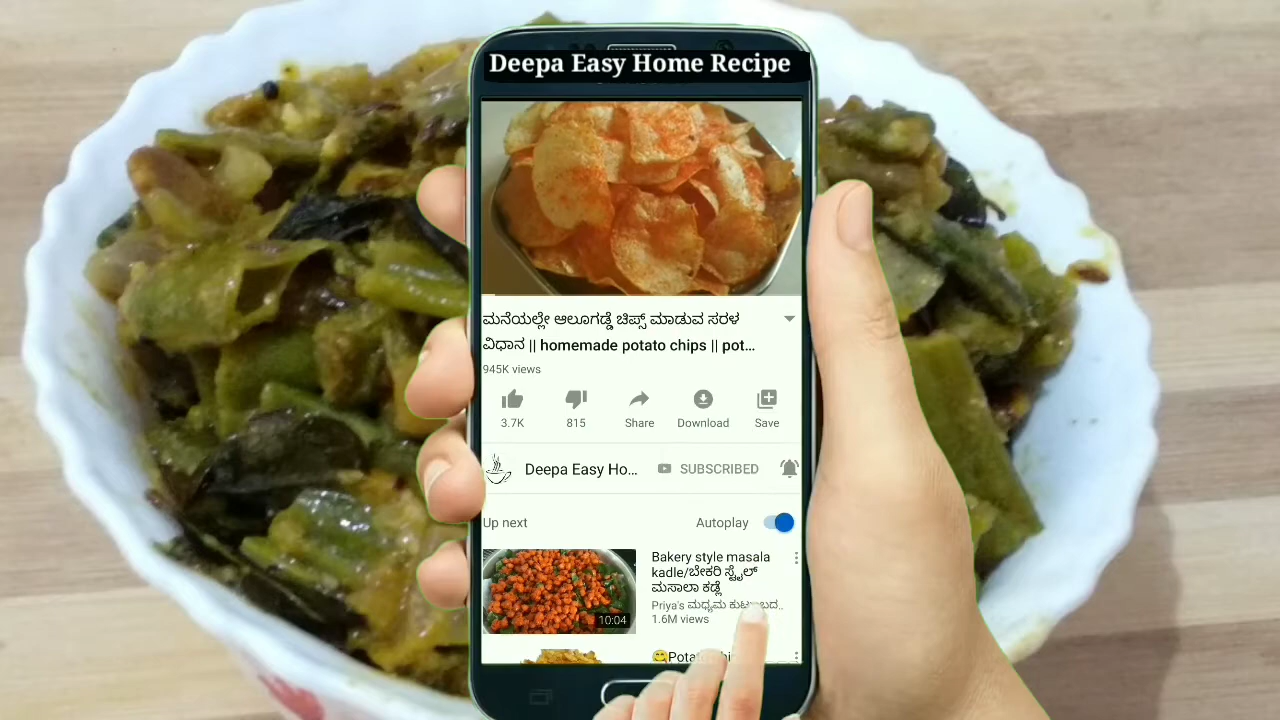 Deepa Easy Home Recipe
ಮನೆಯಲ್ಲೇ ಆಲೂಗಡ್ಡೆ ಚಿಪ್ಸ್ ಮಾಡುವ ಸರಳ
ವಿಧಾನ || homemade potato chips || pot...
945K views
3.7K 815 Share Download Save
Deepa Easy Ho... SUBSCRIBED
Up next Autoplay
Bakery style masala
kadle/ಬೇಕರಿ ಸ್ಟೈಲ್
ಮಸಾಲಾ ಕಡ್ಲೆ
Priya's ಮಧ್ಯಮ
1.6M views
10:04